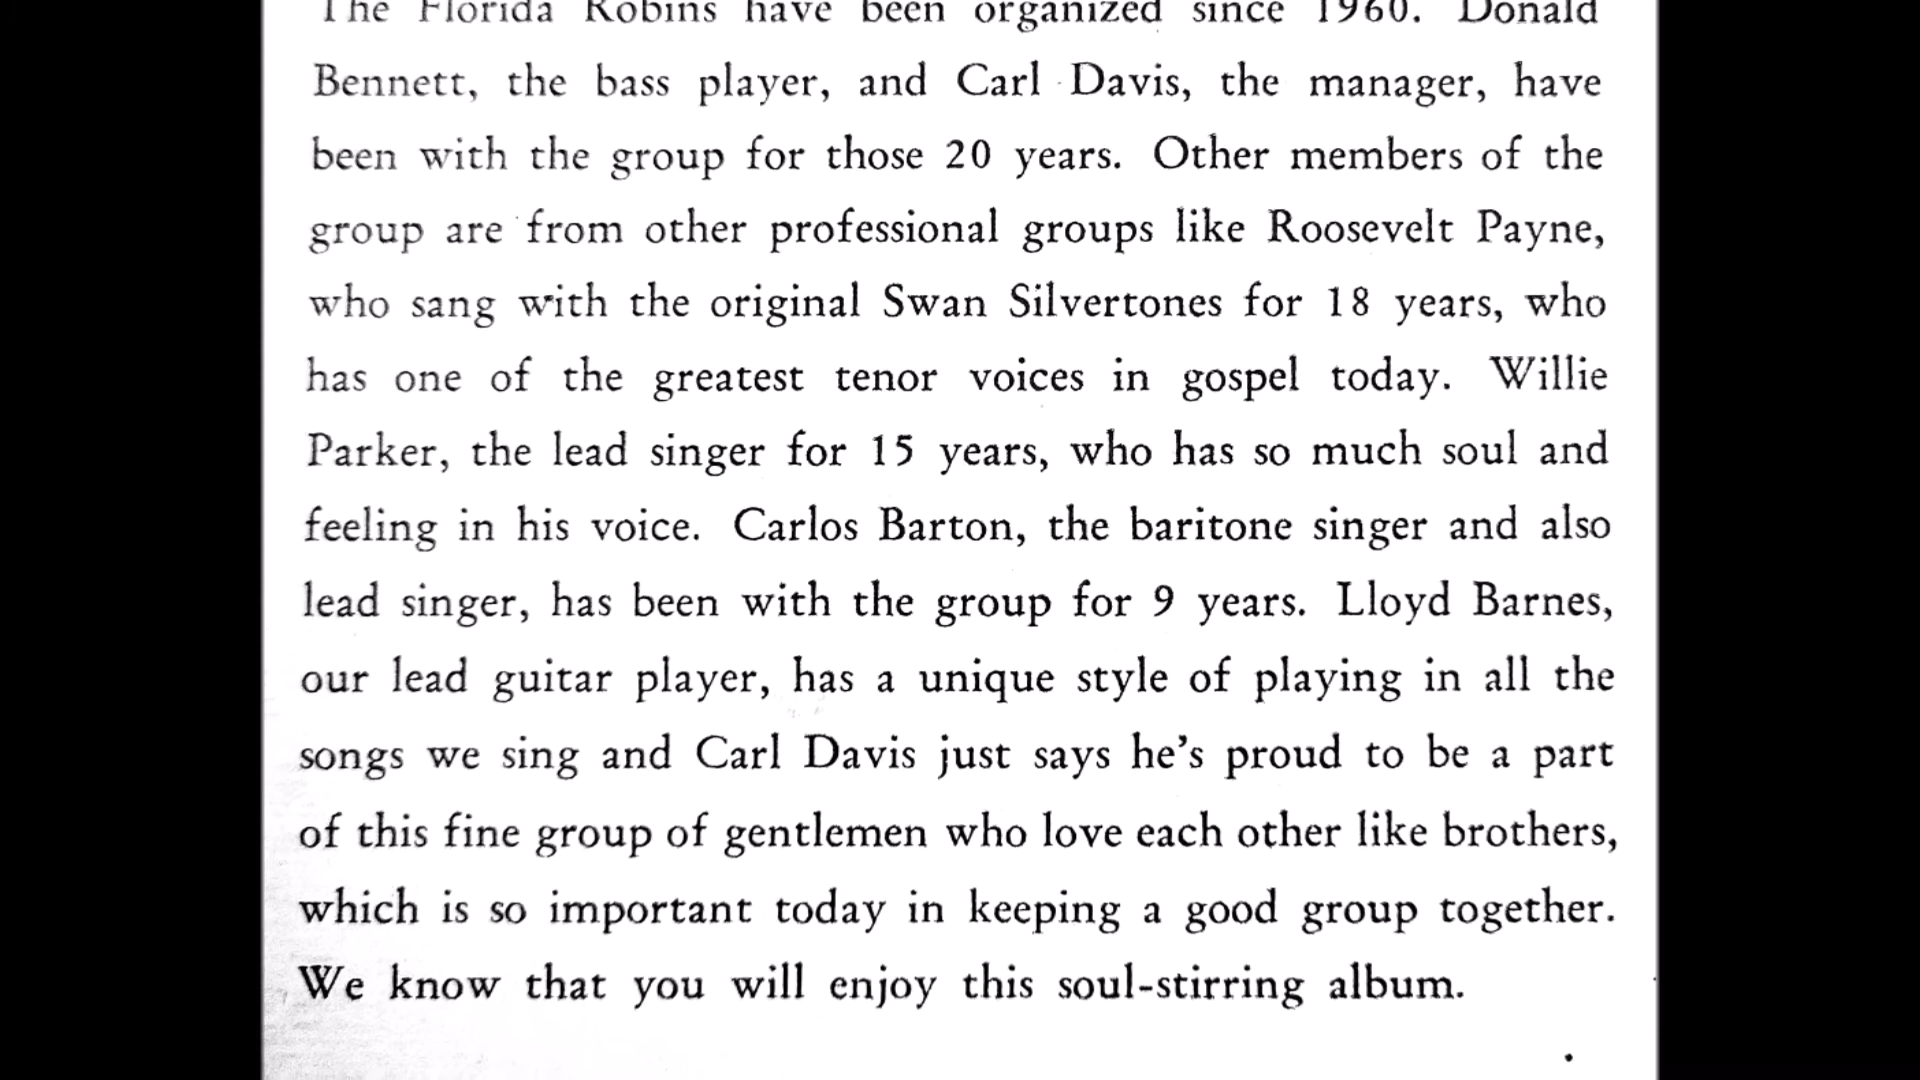 The Florida Robins have been organized since 1960. Donald
Bennett, the bass player, and Carl Davis, the manager, have
been with the group for those 20 years. Other members of the
group are from other professional groups like Roosevelt Payne,
who sang with the original Swan Silvertones for 18 years, who
has one of the greatest tenor voices in gospel today. Willie
Parker, the lead singer for 15 years, who has so much soul and
feeling in his voice. Carlos Barton, the baritone singer and also
lead singer, has been with the group for 9 years. Lloyd Barnes,
our lead guitar player, has a unique style of playing in all the
songs we sing and Carl Davis just says he's proud to be a part
of this fine group of gentlemen who love each other like brothers,
which is so important today in keeping a good group together.
We know that you will enjoy this soul-stirring album.